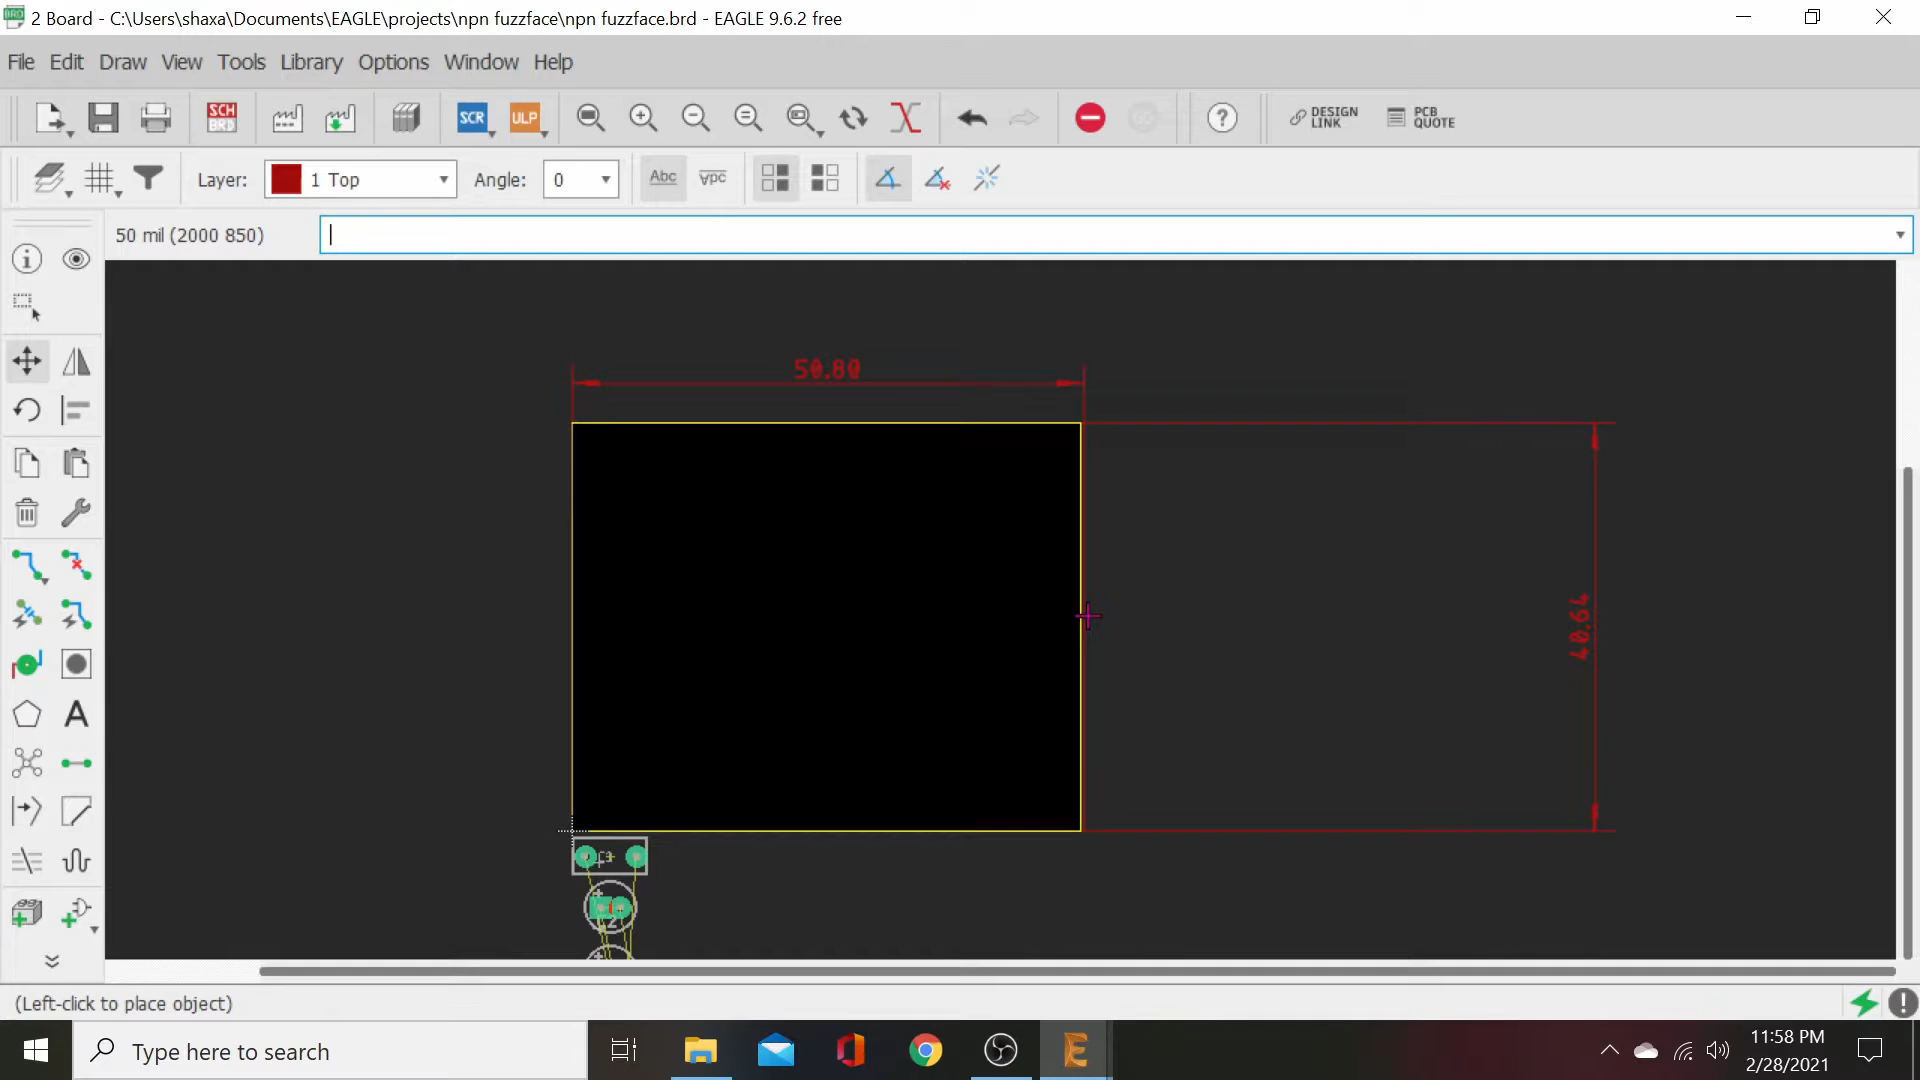 2 Board - C:\Users\shaxa\Documents\EAGLE\projects\npn fuzzface\npn fuzzface.brd - EAGLE 9.6.2 free
File Edit Draw View Tools Library Options Window Help
SCH BRD SCR ULP DESIGN LINK PCB QUOTE
Layer: 1 Top Angle: 0 Abc Abc
50 mil (2000 850)
50.80
40.64
(Left-click to place object)
Type here to search
11:58 PM
2/28/2021